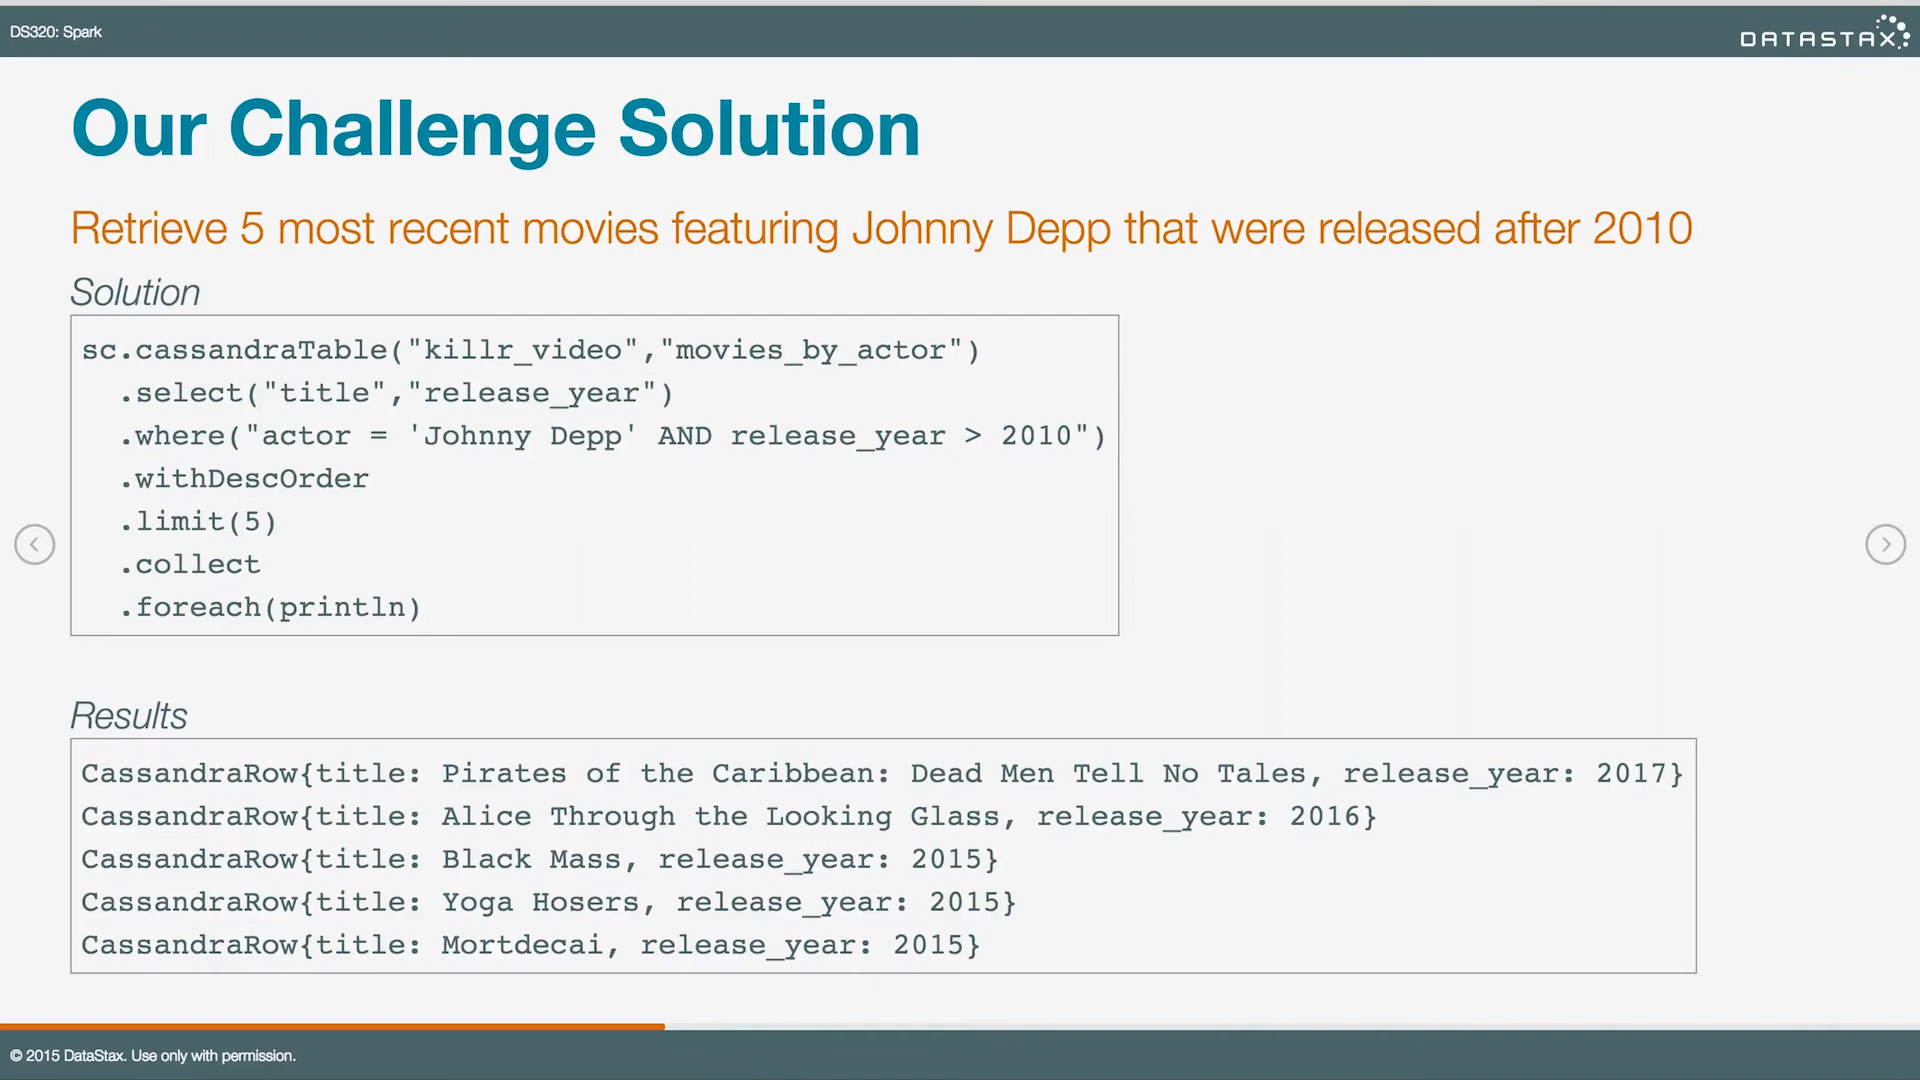 DS320: Spark
DATASTAX
Our Challenge Solution
Retrieve 5 most recent movies featuring Johnny Depp that were released after 2010
Solution
sc.cassandraTable("killr_video","movies_by_actor")
.select("title","release_year")
.where("actor = 'Johnny Depp' AND release_year > 2010")
.withDescOrder
.limit(5)
.collect
.foreach(println)
Results
CassandraRow{title: Pirates of the Caribbean: Dead Men Tell No Tales, release_year: 2017}
CassandraRow{title: Alice Through the Looking Glass, release_year: 2016}
CassandraRow{title: Black Mass, release_year: 2015}
CassandraRow{title: Yoga Hosers, release_year: 2015}
CassandraRow{title: Mortdecai, release_year: 2015}
© 2015 DataStax. Use only with permission.